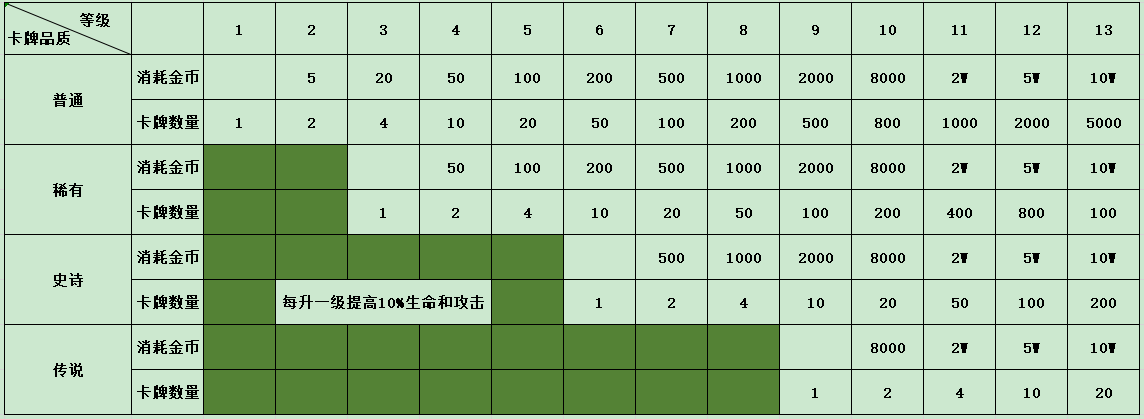 等级
卡牌品质
1 2 3 4 5 6 7 8 9 10 11 12 13
普通
消耗金币 5 20 50 100 200 500 1000 2000 8000 2W 5W 10W
卡牌数量 1 2 4 10 20 50 100 200 500 800 1000 2000 5000
稀有
消耗金币 50 100 200 500 1000 2000 8000 2W 5W 10W
卡牌数量 1 2 4 10 20 50 100 200 400 800 100
史诗
消耗金币 500 1000 2000 8000 2W 5W 10W
卡牌数量 每升一级提高10%生命和攻击 1 2 4 10 20 50 100 200
传说
消耗金币 8000 2W 5W 10W
卡牌数量 1 2 4 10 20